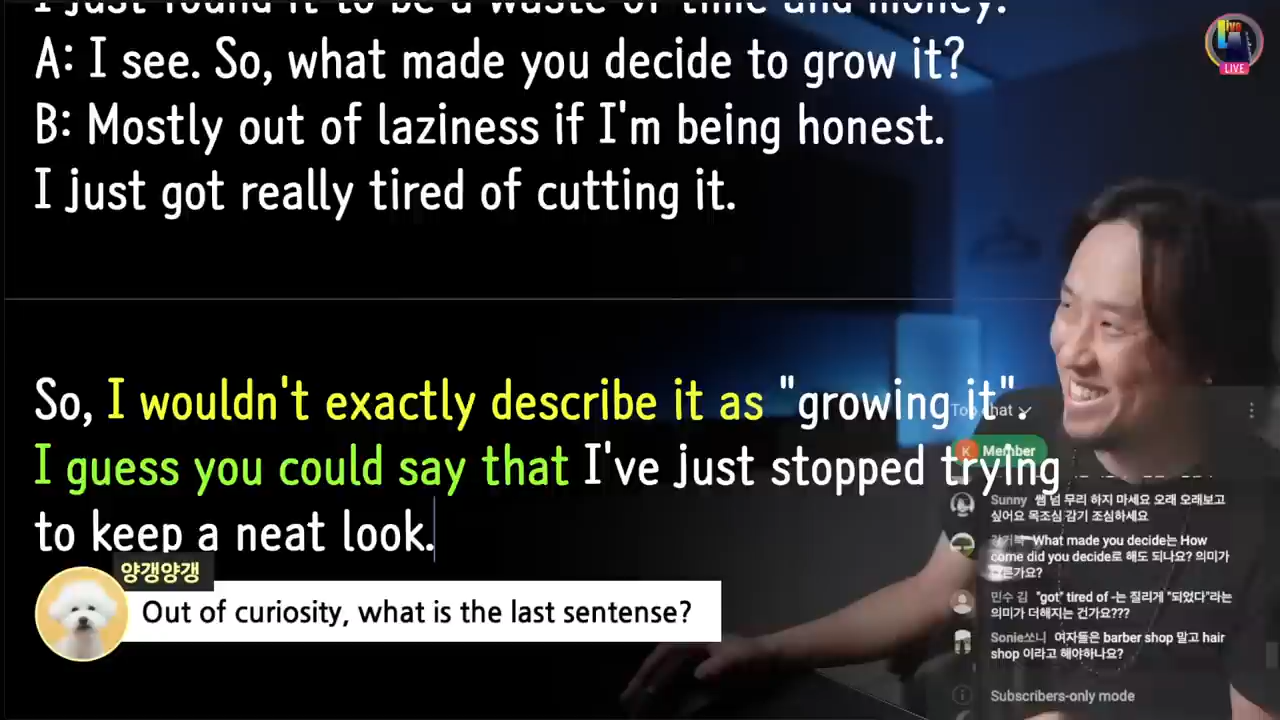 I just found it to be a waste of time and money.
A: I see. So, what made you decide to grow it?
B: Mostly out of laziness if I'm being honest.
I just got really tired of cutting it.
So, I wouldn't exactly describe it as "growing it".
I guess you could say that I've just stopped trying
to keep a neat look.
양갱양갱
Out of curiosity, what is the last sentense?
Live
LIVE
Top chat
K Member
Sunny 쌤 넘 무리 하지 마세요 오래 오래보고
싶어요 목조심 감기 조심하세요
What made you decide는 How
come did you decide로 해도 되나요? 의미가
다른가요?
민수 김 "got" tired of -는 질리게 "되었다"라는
의미가 더해지는 건가요???
Sonie쏘니 여자들은 barber shop 말고 hair
shop 이라고 해야하나요?
Subscribers-only mode